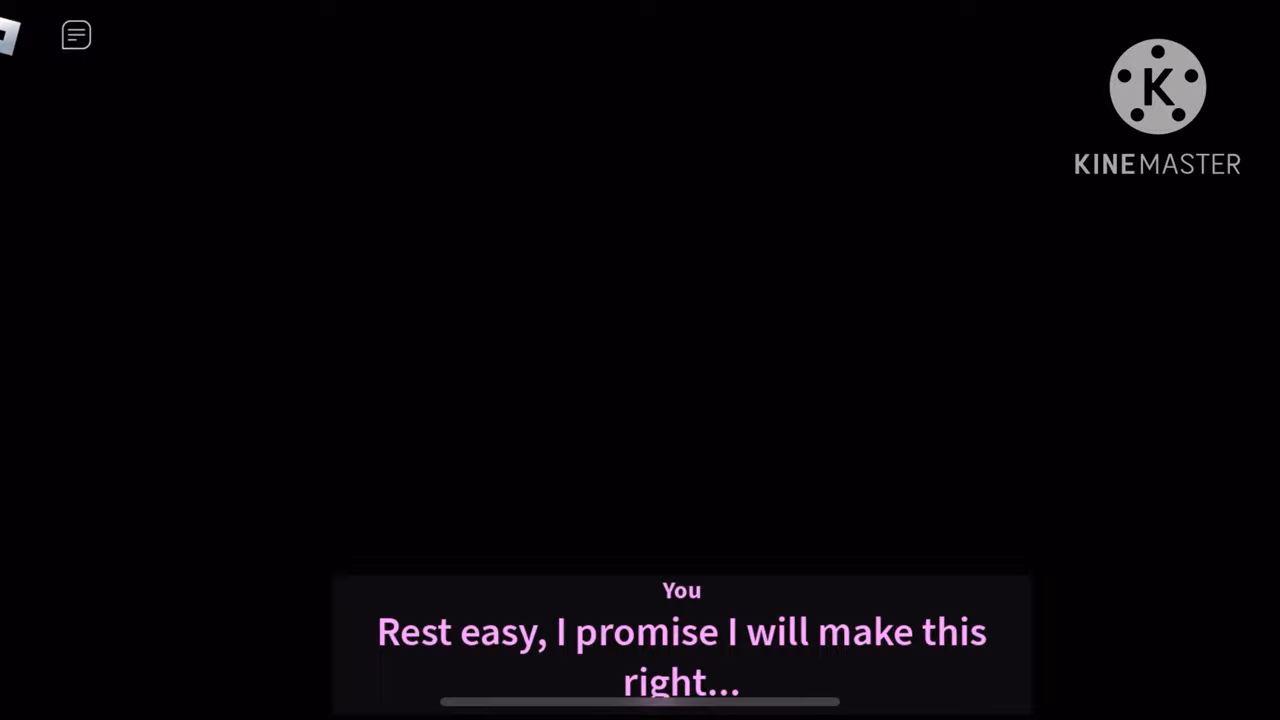 K
KINEMASTER
You
Rest easy, I promise I will make this
right...